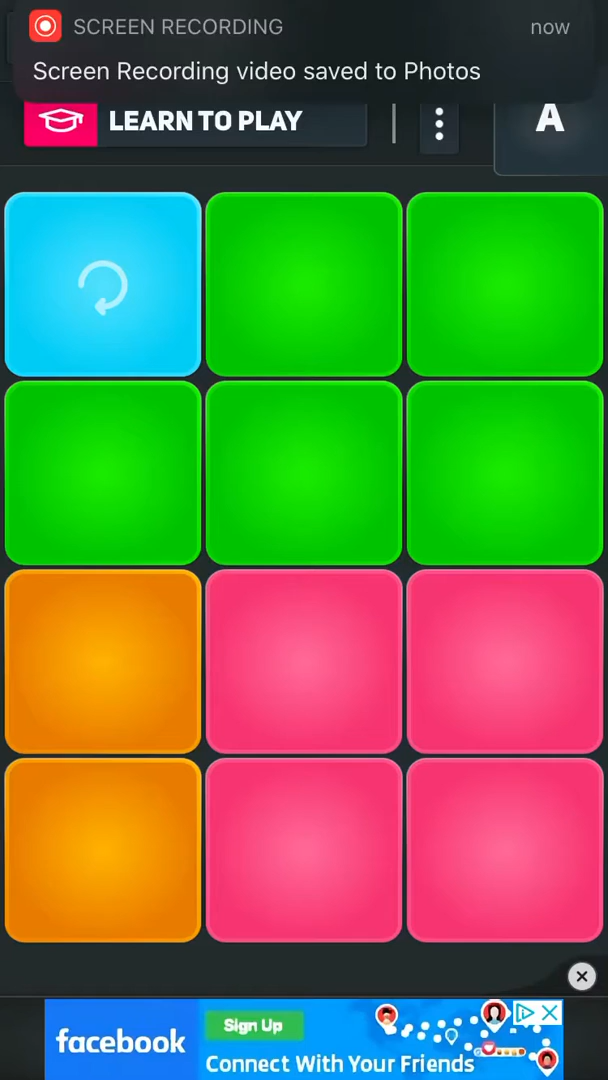 SCREEN RECORDING
now
Screen Recording video saved to Photos
LEARN TO PLAY
A
facebook
Sign Up
Connect With Your Friends